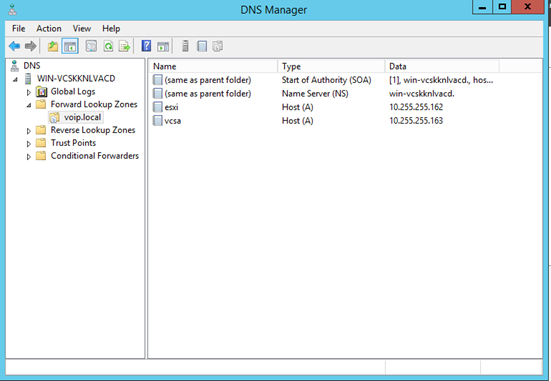 DNS Manager
File Action View Help
DNS
WIN-VCSKKNLVACD
Global Logs
Forward Lookup Zones
voip.local
Reverse Lookup Zones
Trust Points
Conditional Forwarders
Name Type Data
(same as parent folder) Start of Authority (SOA) [1], win-vcskknlvacd., hos...
(same as parent folder) Name Server (NS) win-vcskknlvacd.
esxi Host (A) 10.255.255.162
vcsa Host (A) 10.255.255.163